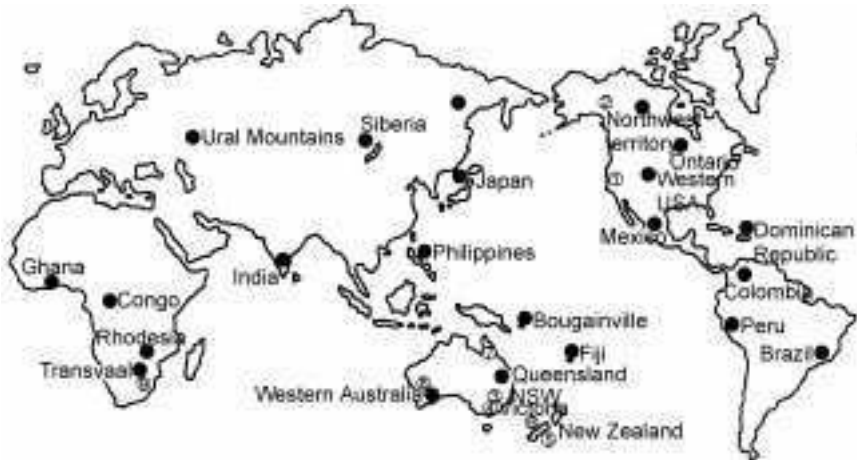 Ural Mountains
Siberia
Northwest
Territory
Ontario
Western
USA
Japan
Mexico
Dominican
Republic
Philippines
India
Ghana
Congo
Colombia
Rhodesia
Bougainville
Peru
Transvaal
Fiji
Brazil
Queensland
Western Australia
NSW
Victoria
New Zealand